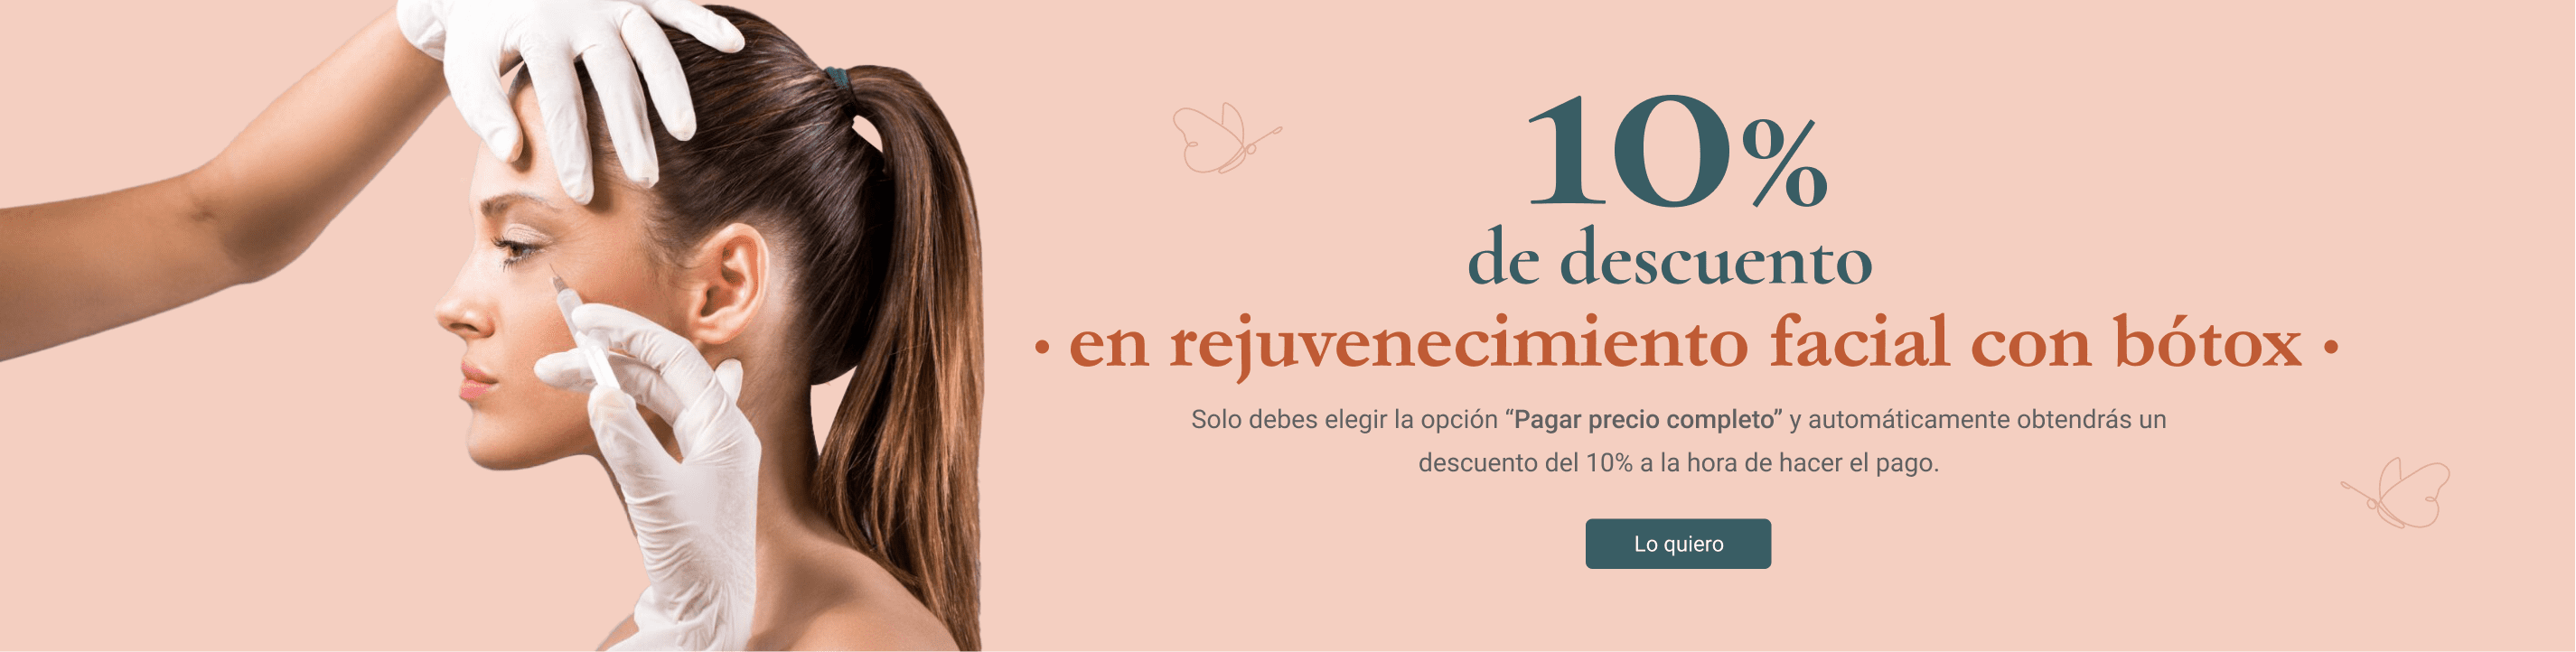 10%
de descuento
• en rejuvenecimiento facial con bótox •
Solo debes elegir la opción “Pagar precio completo” y automáticamente obtendrás un
descuento del 10% a la hora de hacer el pago.
Lo quiero